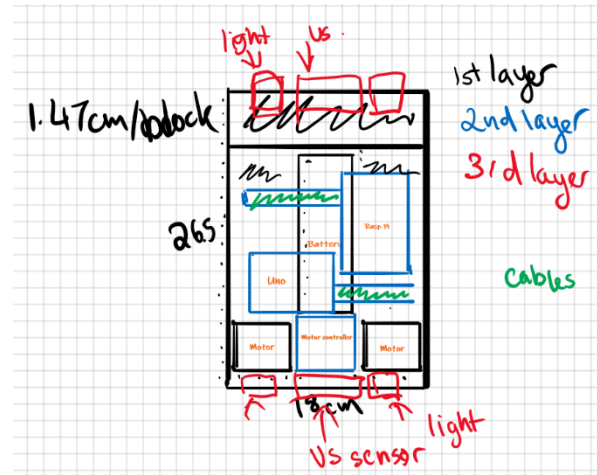 light
us
1st layer
2nd layer
3rd layer
1.47cm/
265
Rasp Pi
Battery
Uno
cables
Motor
Motor controller
Motor
18cm
light
Us sensor